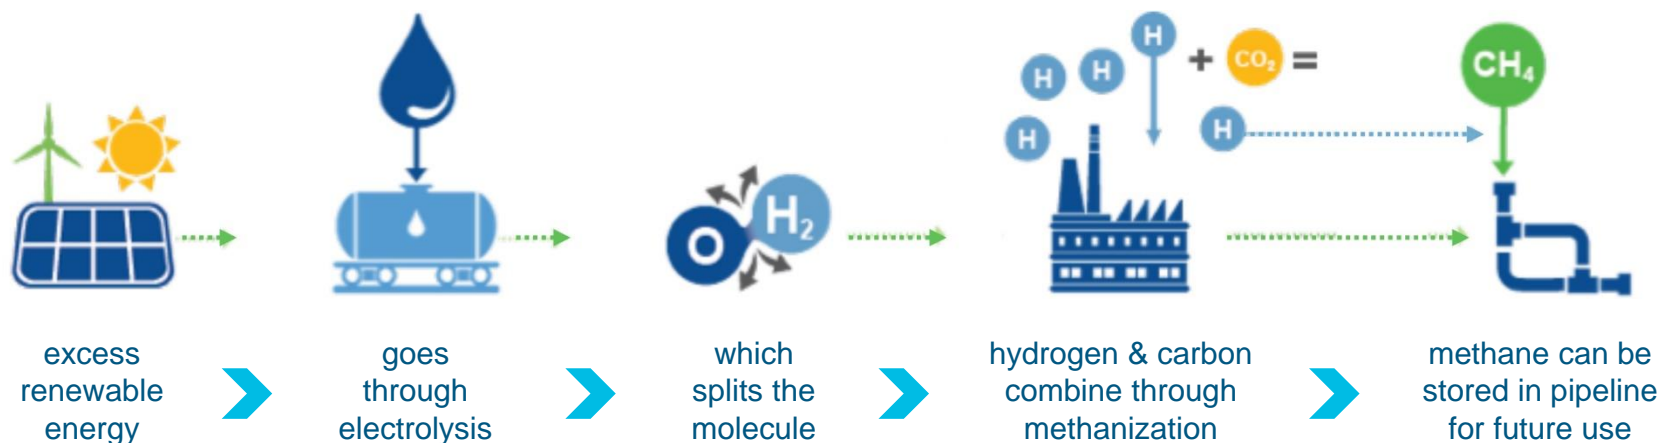 H
H
H
+
CO₂
=
CH₄
H
H
O
H₂
excess
renewable
energy
goes
through
electrolysis
which
splits the
molecule
hydrogen & carbon
combine through
methanization
methane can be
stored in pipeline
for future use